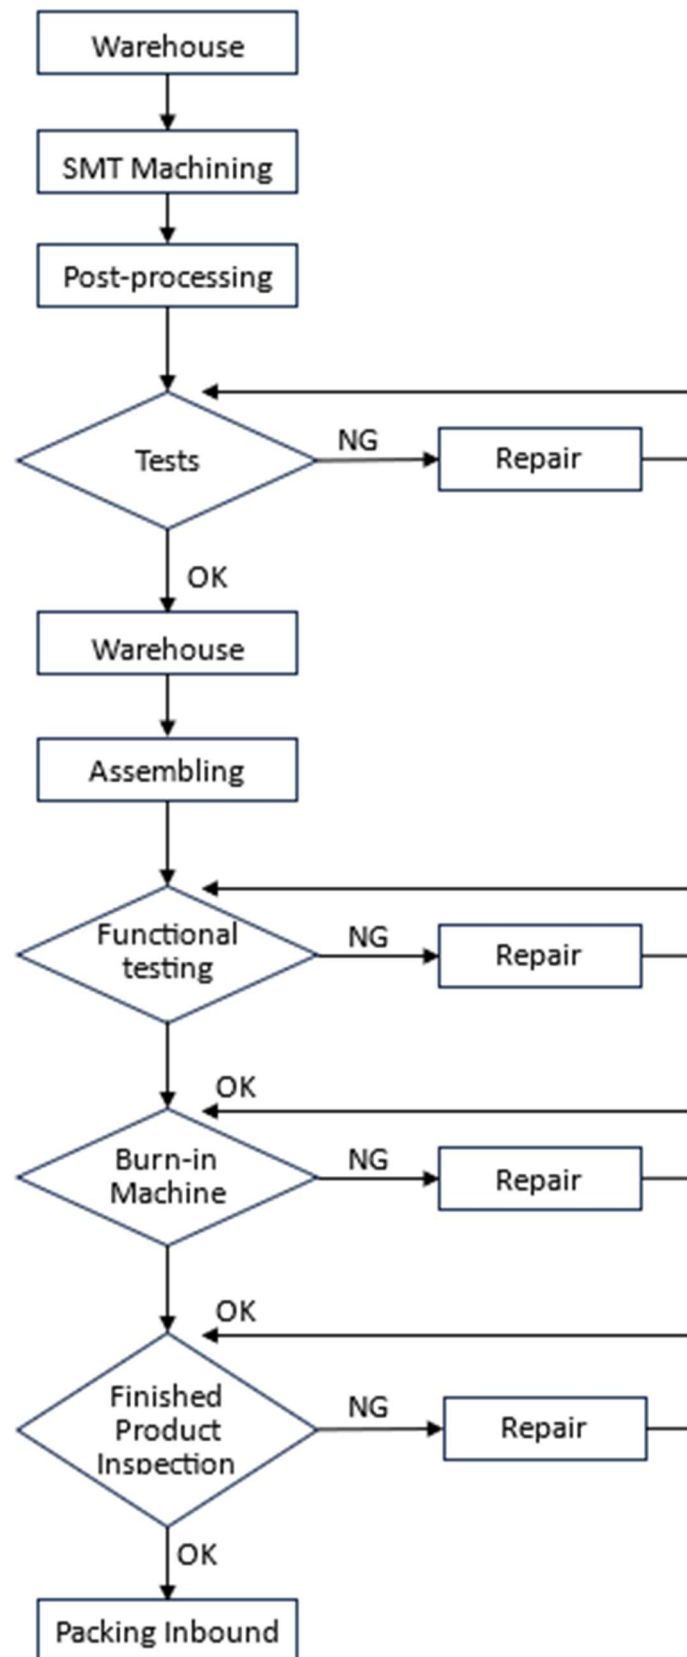 Warehouse
SMT Machining
Post-processing
Tests
NG
Repair
OK
Warehouse
Assembling
Functional
testing
NG
Repair
OK
Burn-in
Machine
NG
Repair
OK
Finished
Product
Inspection
NG
Repair
OK
Packing Inbound